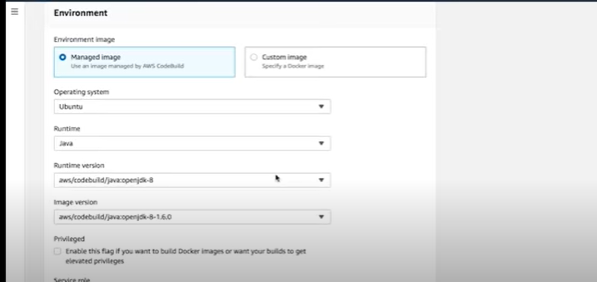 Environment
Environment image
Managed image
Use an image managed by AWS CodeBuild
Custom image
Specify a Docker image
Operating system
Ubuntu
Runtime
Java
Runtime version
aws/codebuild/java:openjdk-8
Image version
aws/codebuild/java:openjdk-8-1.6.0
Privileged
Enable this flag if you want to build Docker images or want your builds to get
elevated privileges
Service role